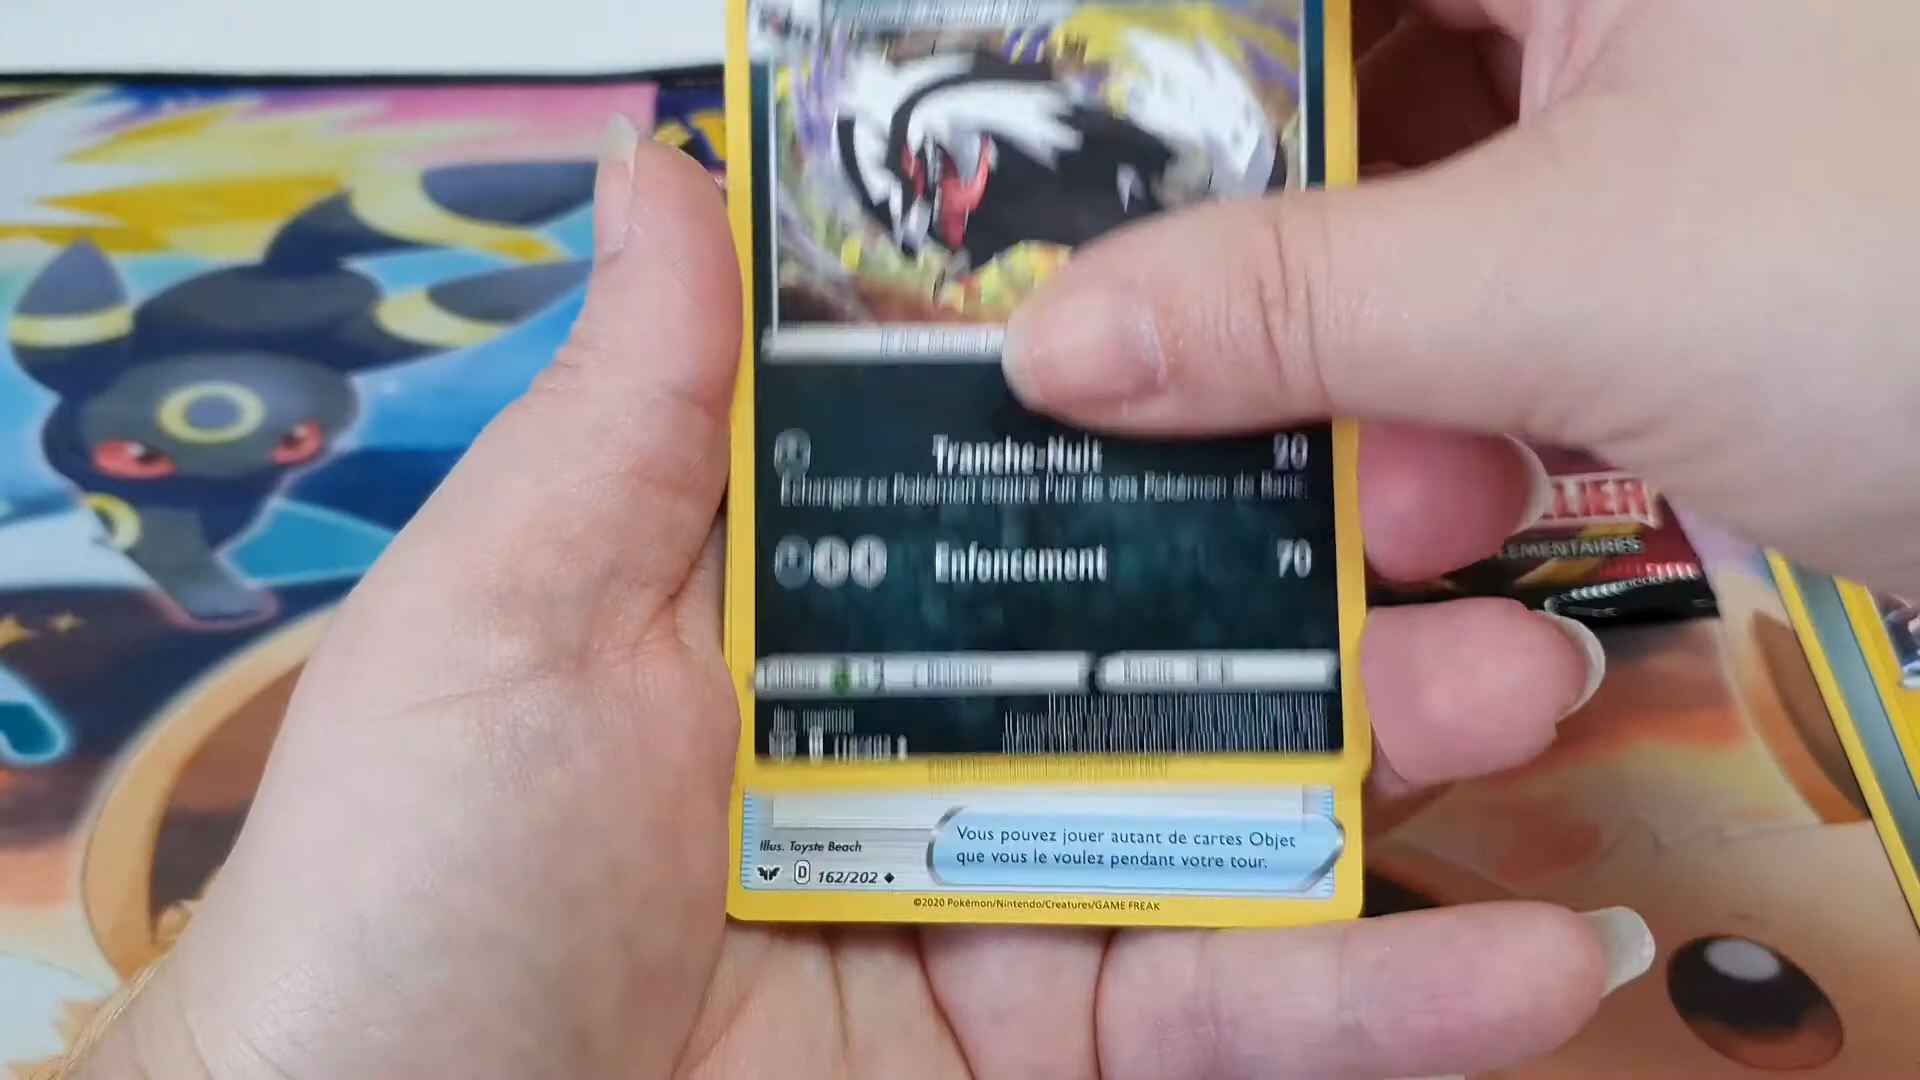 Tranche-Nuit 20
Échangez ce Pokémon contre l'un de vos Pokémon de Banc.
Enfoncement 70
LIER
LÉMENTAIRES
Vous pouvez jouer autant de cartes Objet
que vous le voulez pendant votre tour.
Illus. Toyste Beach
D 162/202
©2020 Pokémon/Nintendo/Creatures/GAME FREAK